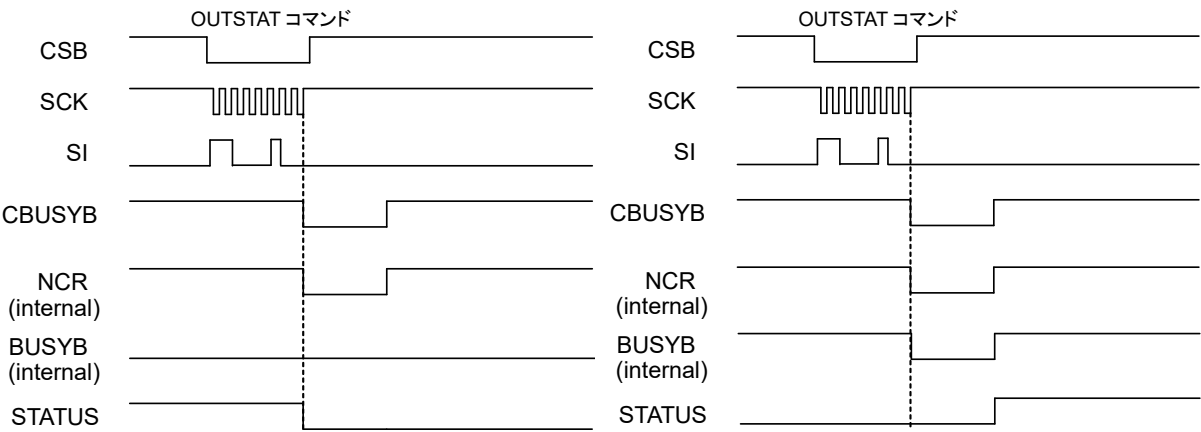 OUTSTAT コマンド
CSB
SCK
SI
CBUSYB
NCR
(internal)
BUSYB
(internal)
STATUS
OUTSTAT コマンド
CSB
SCK
SI
CBUSYB
NCR
(internal)
BUSYB
(internal)
STATUS